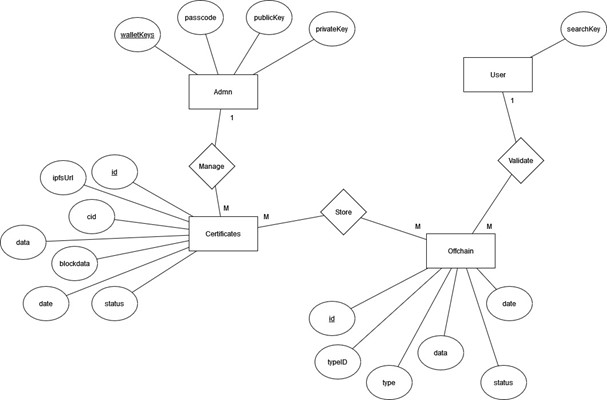 passcode
publicKey
walletKeys
privateKey
searchKey
Admn
User
1
1
Manage
Validate
id
ipfsUrl
M
M
Store
cid
Certificates
M
M
data
Offchain
blockdata
date
status
date
id
typeID
data
type
status